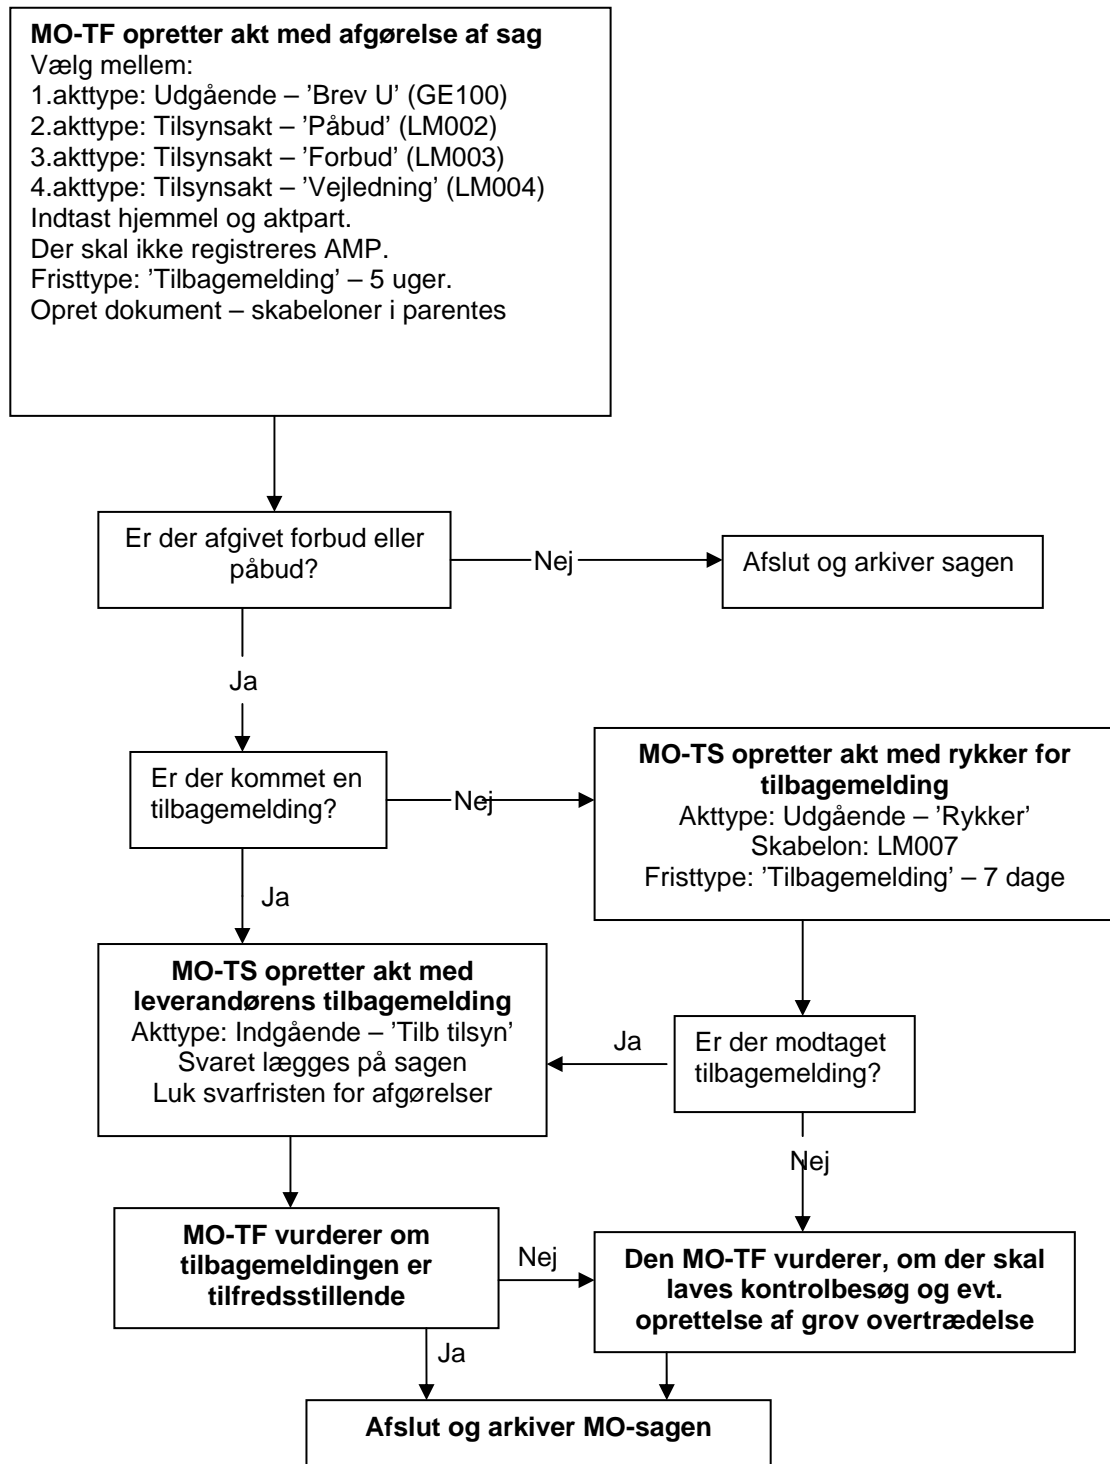 MO-TF opretter akt med afgørelse af sag
Vælg mellem:
1.akttype: Udgående – ’Brev U’ (GE100)
2.akttype: Tilsynsakt – ’Påbud’ (LM002)
3.akttype: Tilsynsakt – ’Forbud’ (LM003)
4.akttype: Tilsynsakt – ’Vejledning’ (LM004)
Indtast hjemmel og aktpart.
Der skal ikke registreres AMP.
Fristtype: ’Tilbagemelding’ – 5 uger.
Opret dokument – skabeloner i parentes
Er der afgivet forbud eller
påbud?
Nej
Afslut og arkiver sagen
Ja
Er der kommet en
tilbagemelding?
Nej
MO-TS opretter akt med rykker for
tilbagemelding
Akttype: Udgående – ’Rykker’
Skabelon: LM007
Fristtype: ’Tilbagemelding’ – 7 dage
Ja
MO-TS opretter akt med
leverandørens tilbagemelding
Akttype: Indgående – ’Tilb tilsyn’
Svaret lægges på sagen
Luk svarfristen for afgørelser
Ja
Er der modtaget
tilbagemelding?
Nej
MO-TF vurderer om
tilbagemeldingen er
tilfredsstillende
Nej
Den MO-TF vurderer, om der skal
laves kontrolbesøg og evt.
oprettelse af grov overtrædelse
Ja
Afslut og arkiver MO-sagen